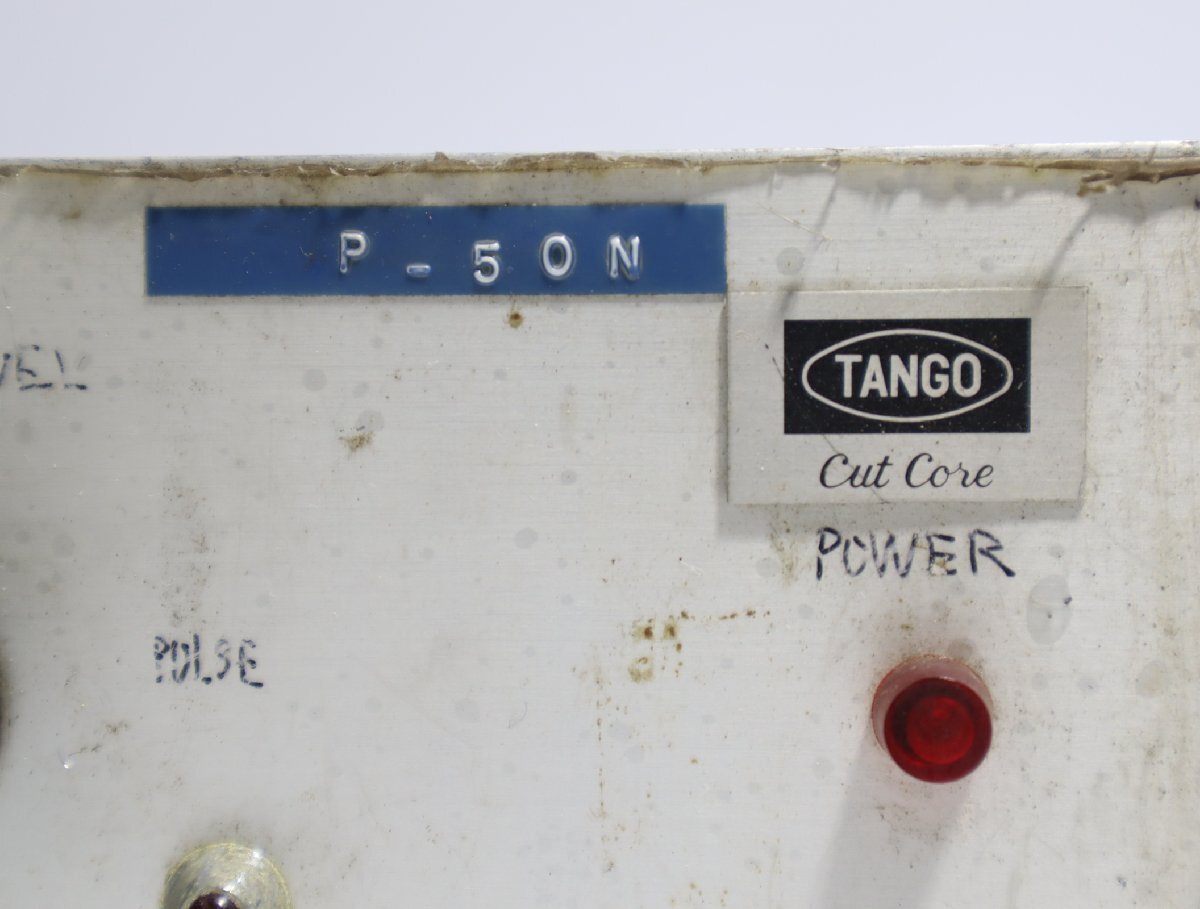 P-50N
TANGO
Cut Core
POWER
PULSE